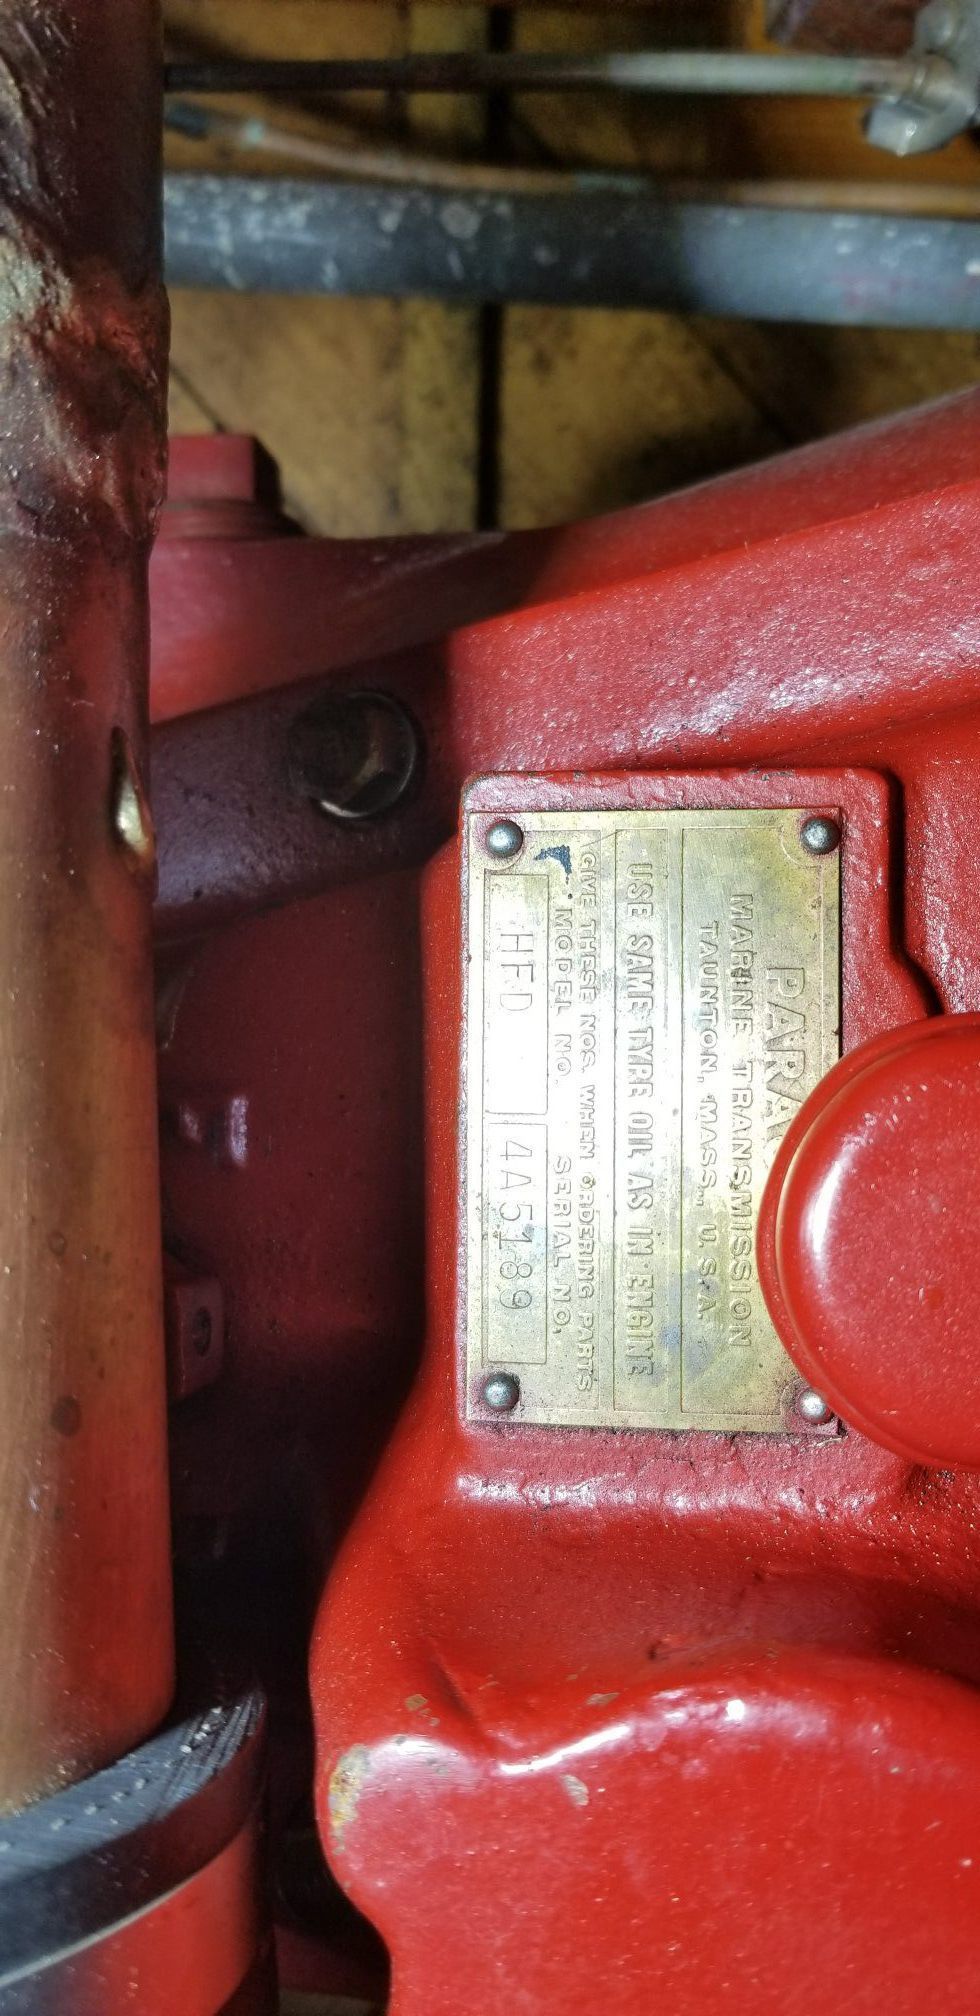 PARA
MARINE TRANSMISSION
TAUNTON, MASS., U.S.A.
USE SAME TYPE OIL AS IN ENGINE
GIVE THESE NOS. WHEN ORDERING PARTS
MODEL NO. SERIAL NO.
HFD 4A5189